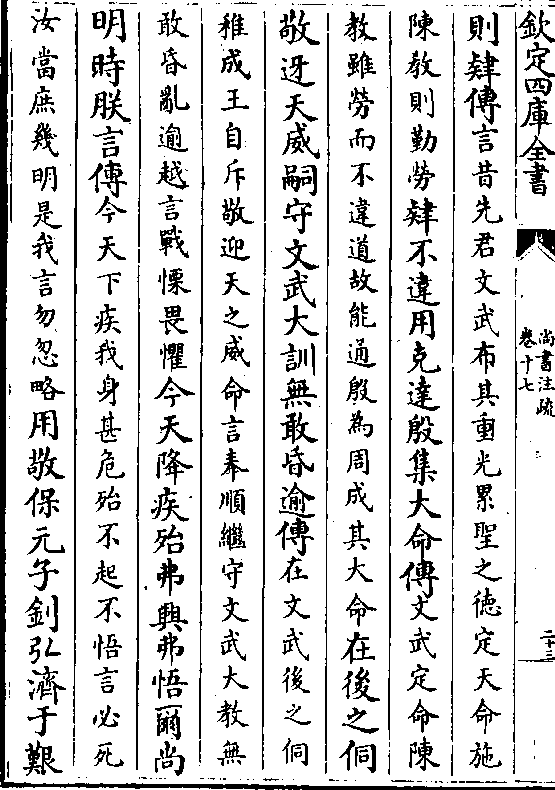 欽定四庫全書
尚書注疏
卷十七
二十三
則肄傳言昔先君文武布其重光累聖之德定天命施
陳教則勤勞肄不違用克達殷集大命傳文武定命陳
教雖勞而不違道故能通殷為周成其大命在後之侗
敬迓天威嗣守文武大訓無敢昏逾傳在文武後之侗
稚成王自斥敬迎天之威命言奉順繼守文武大教無
敢昏亂逾越言戰慄畏懼今天降疾殆弗興弗悟爾尚
明時朕言傳今天下疾我身甚危殆不起不悟言必死
汝當庶幾明是我言勿忽略用敬保元子釗弘濟于艱